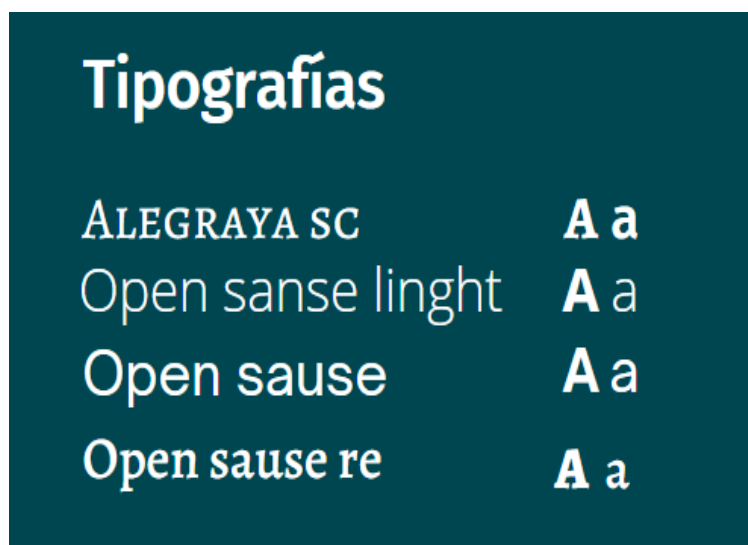 Tipografías
ALEGRAYA SC A a
Open sanse linght A a
Open sause A a
Open sause re A a